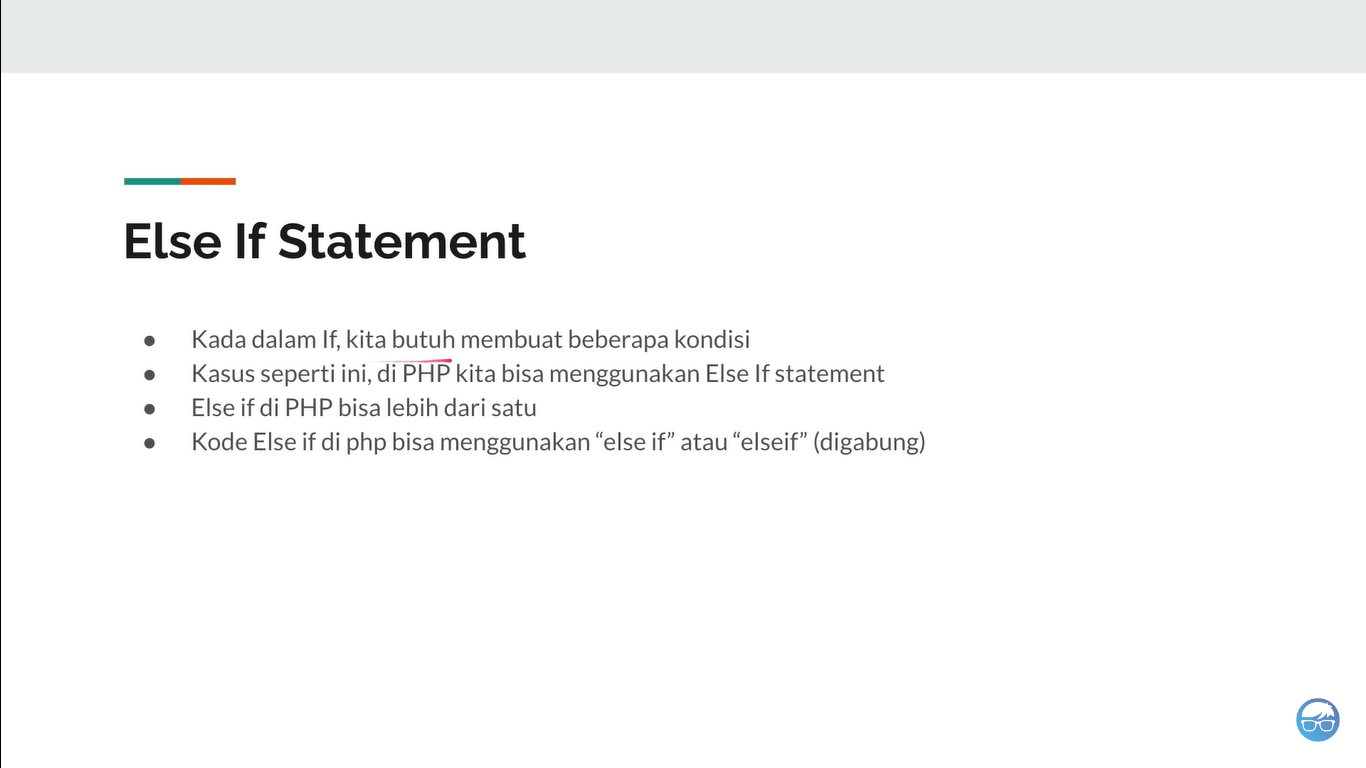 Else If Statement
● Kada dalam If, kita butuh membuat beberapa kondisi
● Kasus seperti ini, di PHP kita bisa menggunakan Else If statement
● Else if di PHP bisa lebih dari satu
● Kode Else if di php bisa menggunakan “else if” atau “elseif” (digabung)